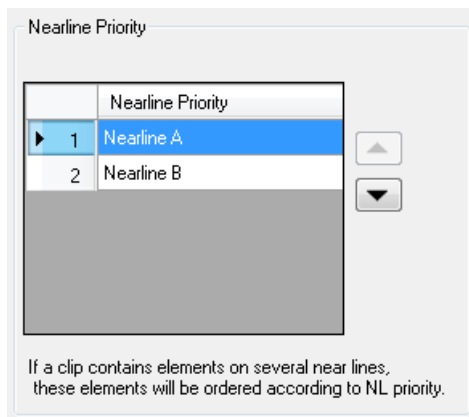 Nearline Priority
Nearline Priority
1 Nearline A
2 Nearline B
If a clip contains elements on several near lines,
these elements will be ordered according to NL priority.